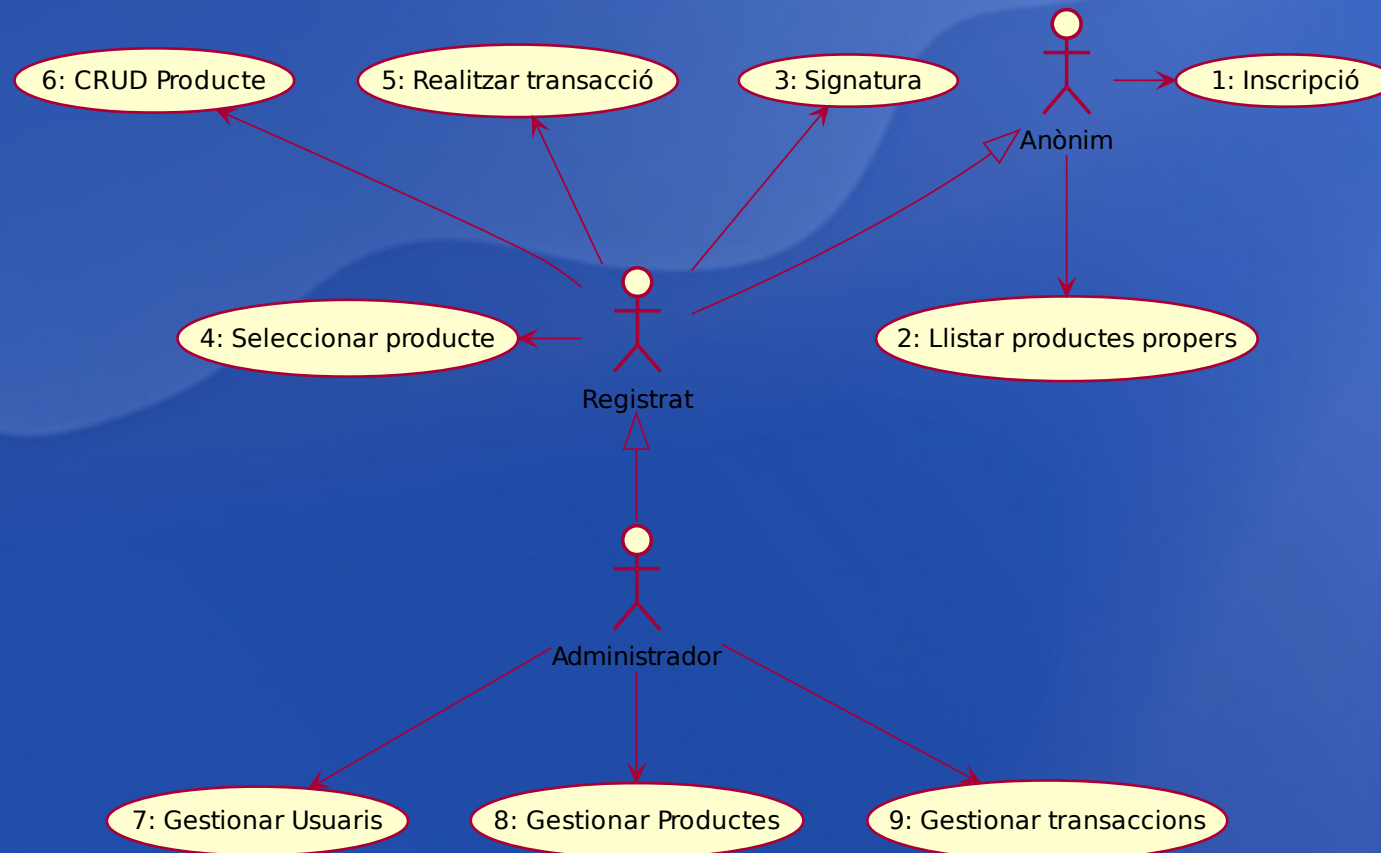 6: CRUD Producte
5: Realitzar transacció
3: Signatura
1: Inscripció
Anònim
4: Seleccionar producte
2: Llistar productes propers
Registrat
Administrador
7: Gestionar Usuaris
8: Gestionar Productes
9: Gestionar transaccions